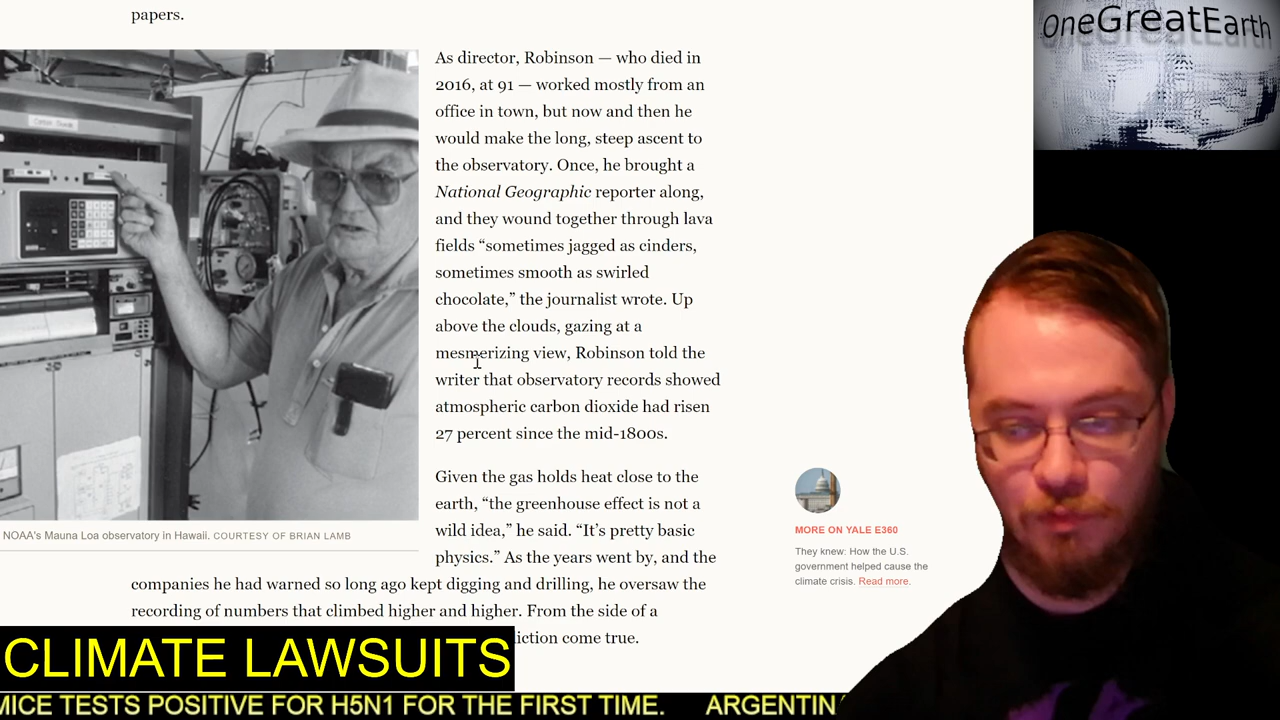 papers.
OneGreatEarth
As director, Robinson — who died in
2016, at 91 — worked mostly from an
office in town, but now and then he
would make the long, steep ascent to
the observatory. Once, he brought a
National Geographic reporter along,
and they wound together through lava
fields “sometimes jagged as cinders,
sometimes smooth as swirled
chocolate,” the journalist wrote. Up
above the clouds, gazing at a
mesmerizing view, Robinson told the
writer that observatory records showed
atmospheric carbon dioxide had risen
27 percent since the mid-1800s.
Given the gas holds heat close to the
earth, “the greenhouse effect is not a
wild idea,” he said. “It’s pretty basic
physics.” As the years went by, and the
companies he had warned so long ago kept digging and drilling, he oversaw the
recording of numbers that climbed higher and higher. From the side of a
iction come true.
NOAA's Mauna Loa observatory in Hawaii. COURTESY OF BRIAN LAMB
MORE ON YALE E360
They knew: How the U.S.
government helped cause the
climate crisis. Read more.
CLIMATE LAWSUITS
MICE TESTS POSITIVE FOR H5N1 FOR THE FIRST TIME. ARGENTIN